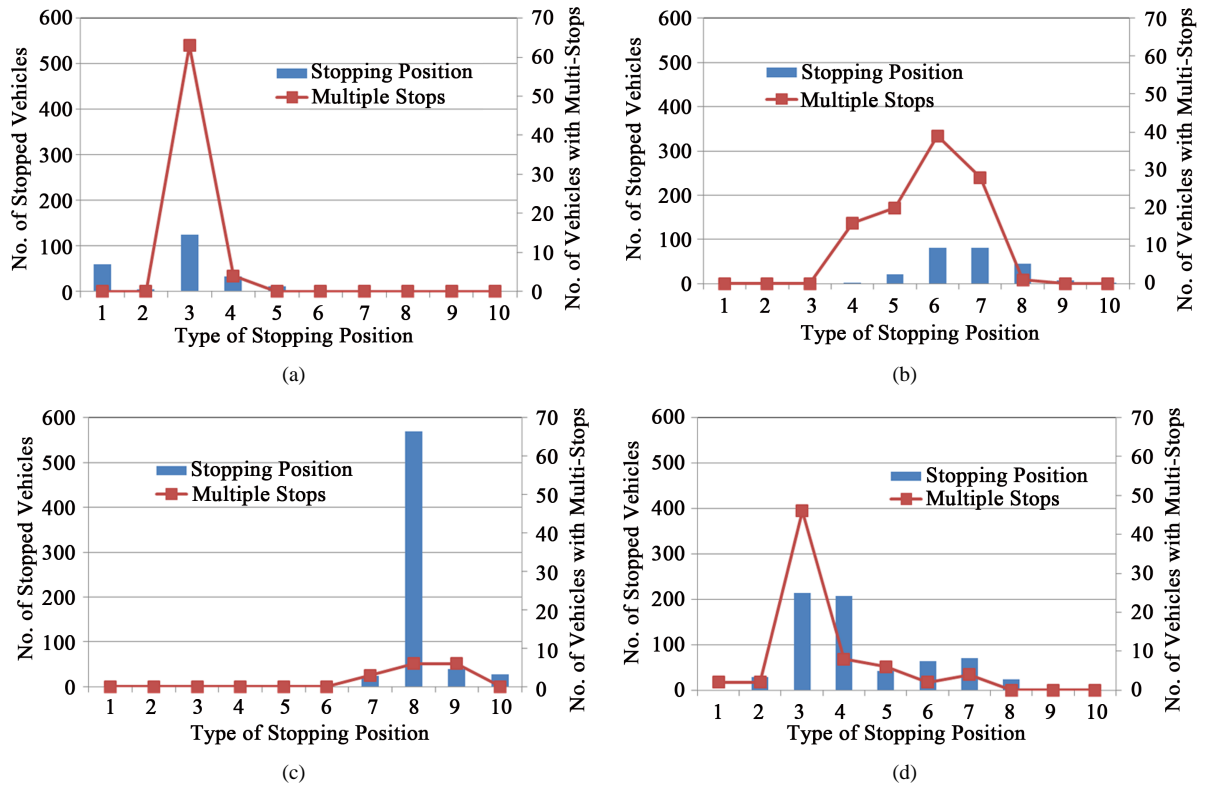 No. of Stopped Vehicles
600
500
400
300
200
100
0
Stopping Position
Multiple Stops
70
60
50
40
30
20
10
0
No. of Vehicles with Multi-Stops
1 2 3 4 5 6 7 8 9 10
Type of Stopping Position
(a)
No. of Stopped Vehicles
600
500
400
300
200
100
0
Stopping Position
Multiple Stops
70
60
50
40
30
20
10
0
No. of Vehicles with Multi-Stops
1 2 3 4 5 6 7 8 9 10
Type of Stopping Position
(b)
No. of Stopped Vehicles
600
500
400
300
200
100
0
Stopping Position
Multiple Stops
70
60
50
40
30
20
10
0
No. of Vehicles with Multi-Stops
1 2 3 4 5 6 7 8 9 10
Type of Stopping Position
(c)
No. of Stopped Vehicles
600
500
400
300
200
100
0
Stopping Position
Multiple Stops
70
60
50
40
30
20
10
0
No. of Vehicles with Multi-Stops
1 2 3 4 5 6 7 8 9 10
Type of Stopping Position
(d)